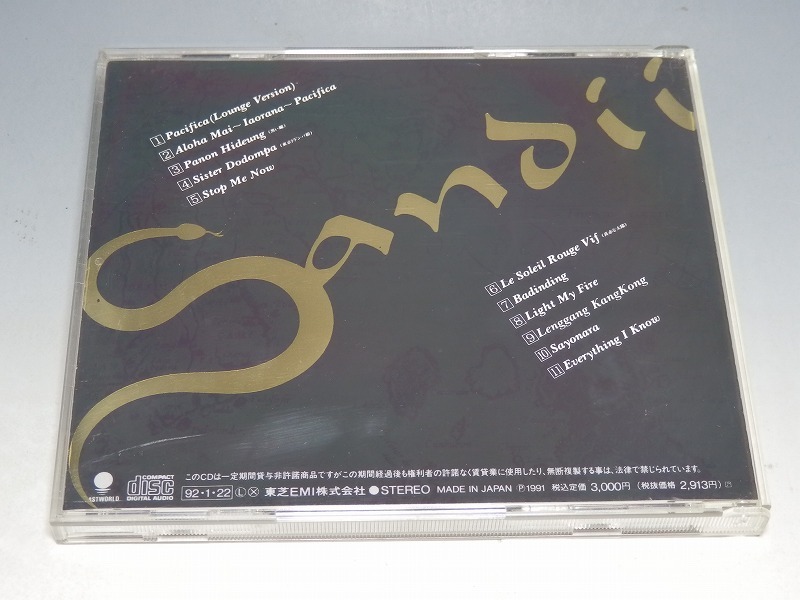 Sandii
1 Pacifica (Lounge Version)
2 Aloha Mai~Iaorana~Pacifica
3 Panon Hideung
4 Sister Dodompa
5 Stop Me Now
6 Le Soleil Rouge Vif
7 Badinding
8 Light My Fire
9 Lenggang KangKong
10 Sayonara
11 Everything I Know
このCDは一定期間貸与非許諾商品ですがこの期間経過後も権利者の許諾なく賃貸業に使用したり、無断複製する事は、法律で禁じられています。
ASTWORLD. COMPACT disc DIGITAL AUDIO 92・1・22 Ⓛ Ⓧ 東芝EMI株式会社 ●STEREO MADE IN JAPAN Ⓟ1991 税込定価 3,000円 (税抜価格 2,913円)